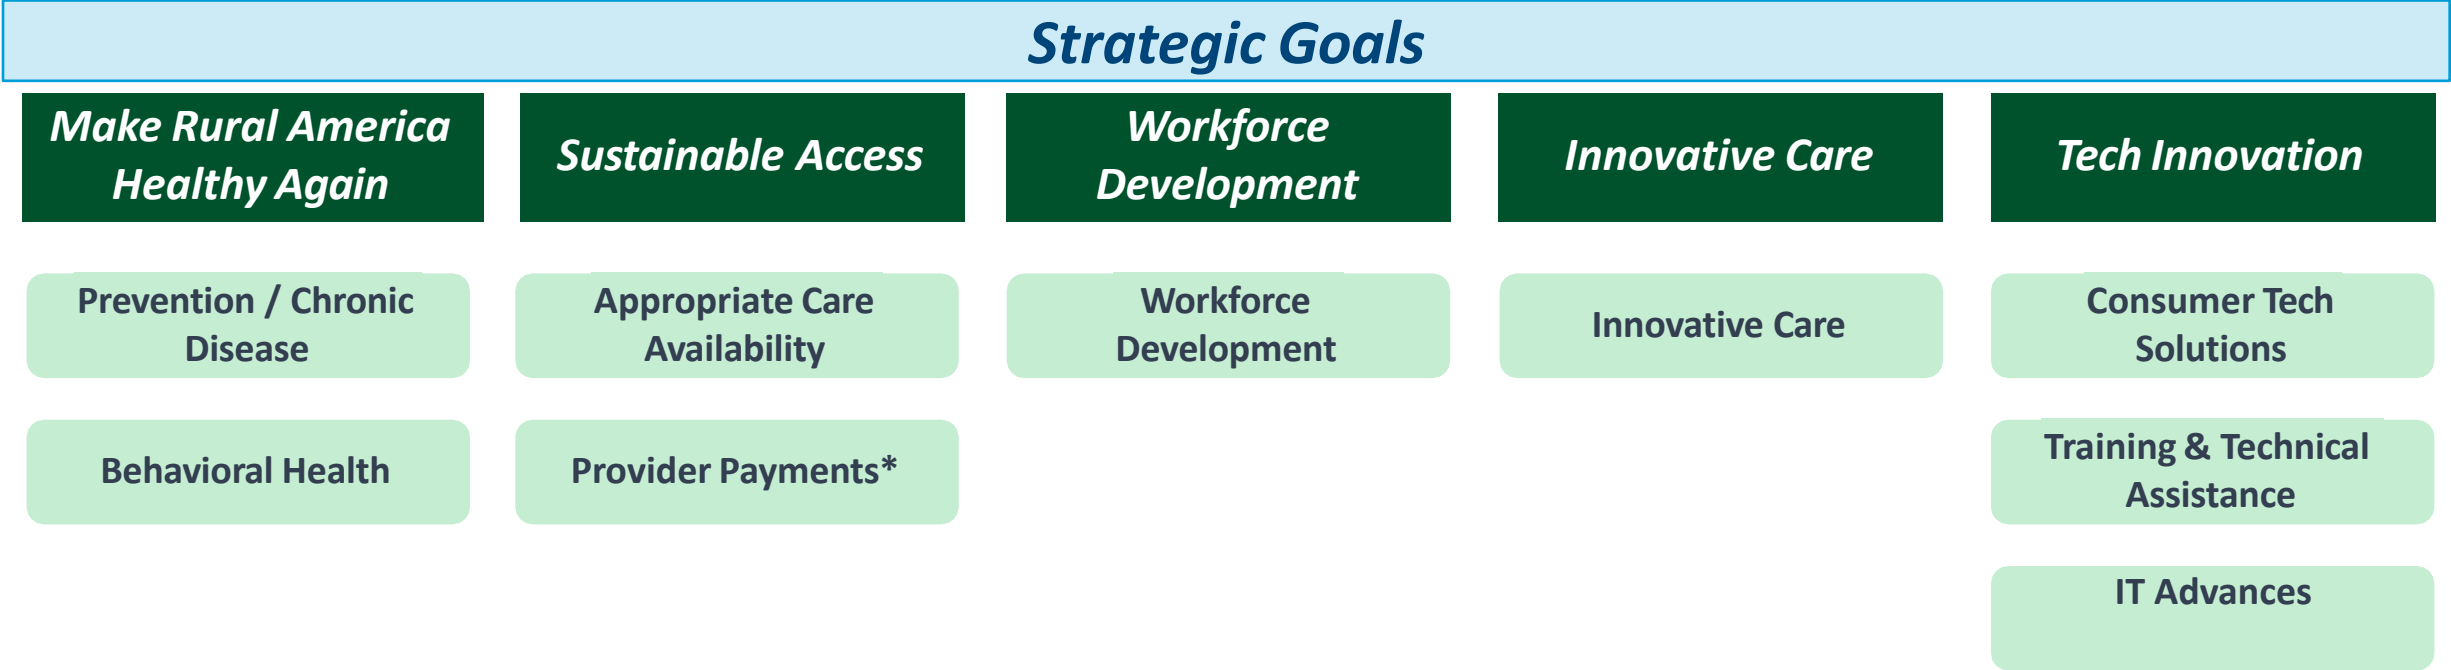 Strategic Goals
Make Rural America
Healthy Again
Sustainable Access
Workforce
Development
Innovative Care
Tech Innovation
Prevention / Chronic
Disease
Appropriate Care
Availability
Workforce
Development
Innovative Care
Consumer Tech
Solutions
Behavioral Health
Provider Payments*
Training & Technical
Assistance
IT Advances